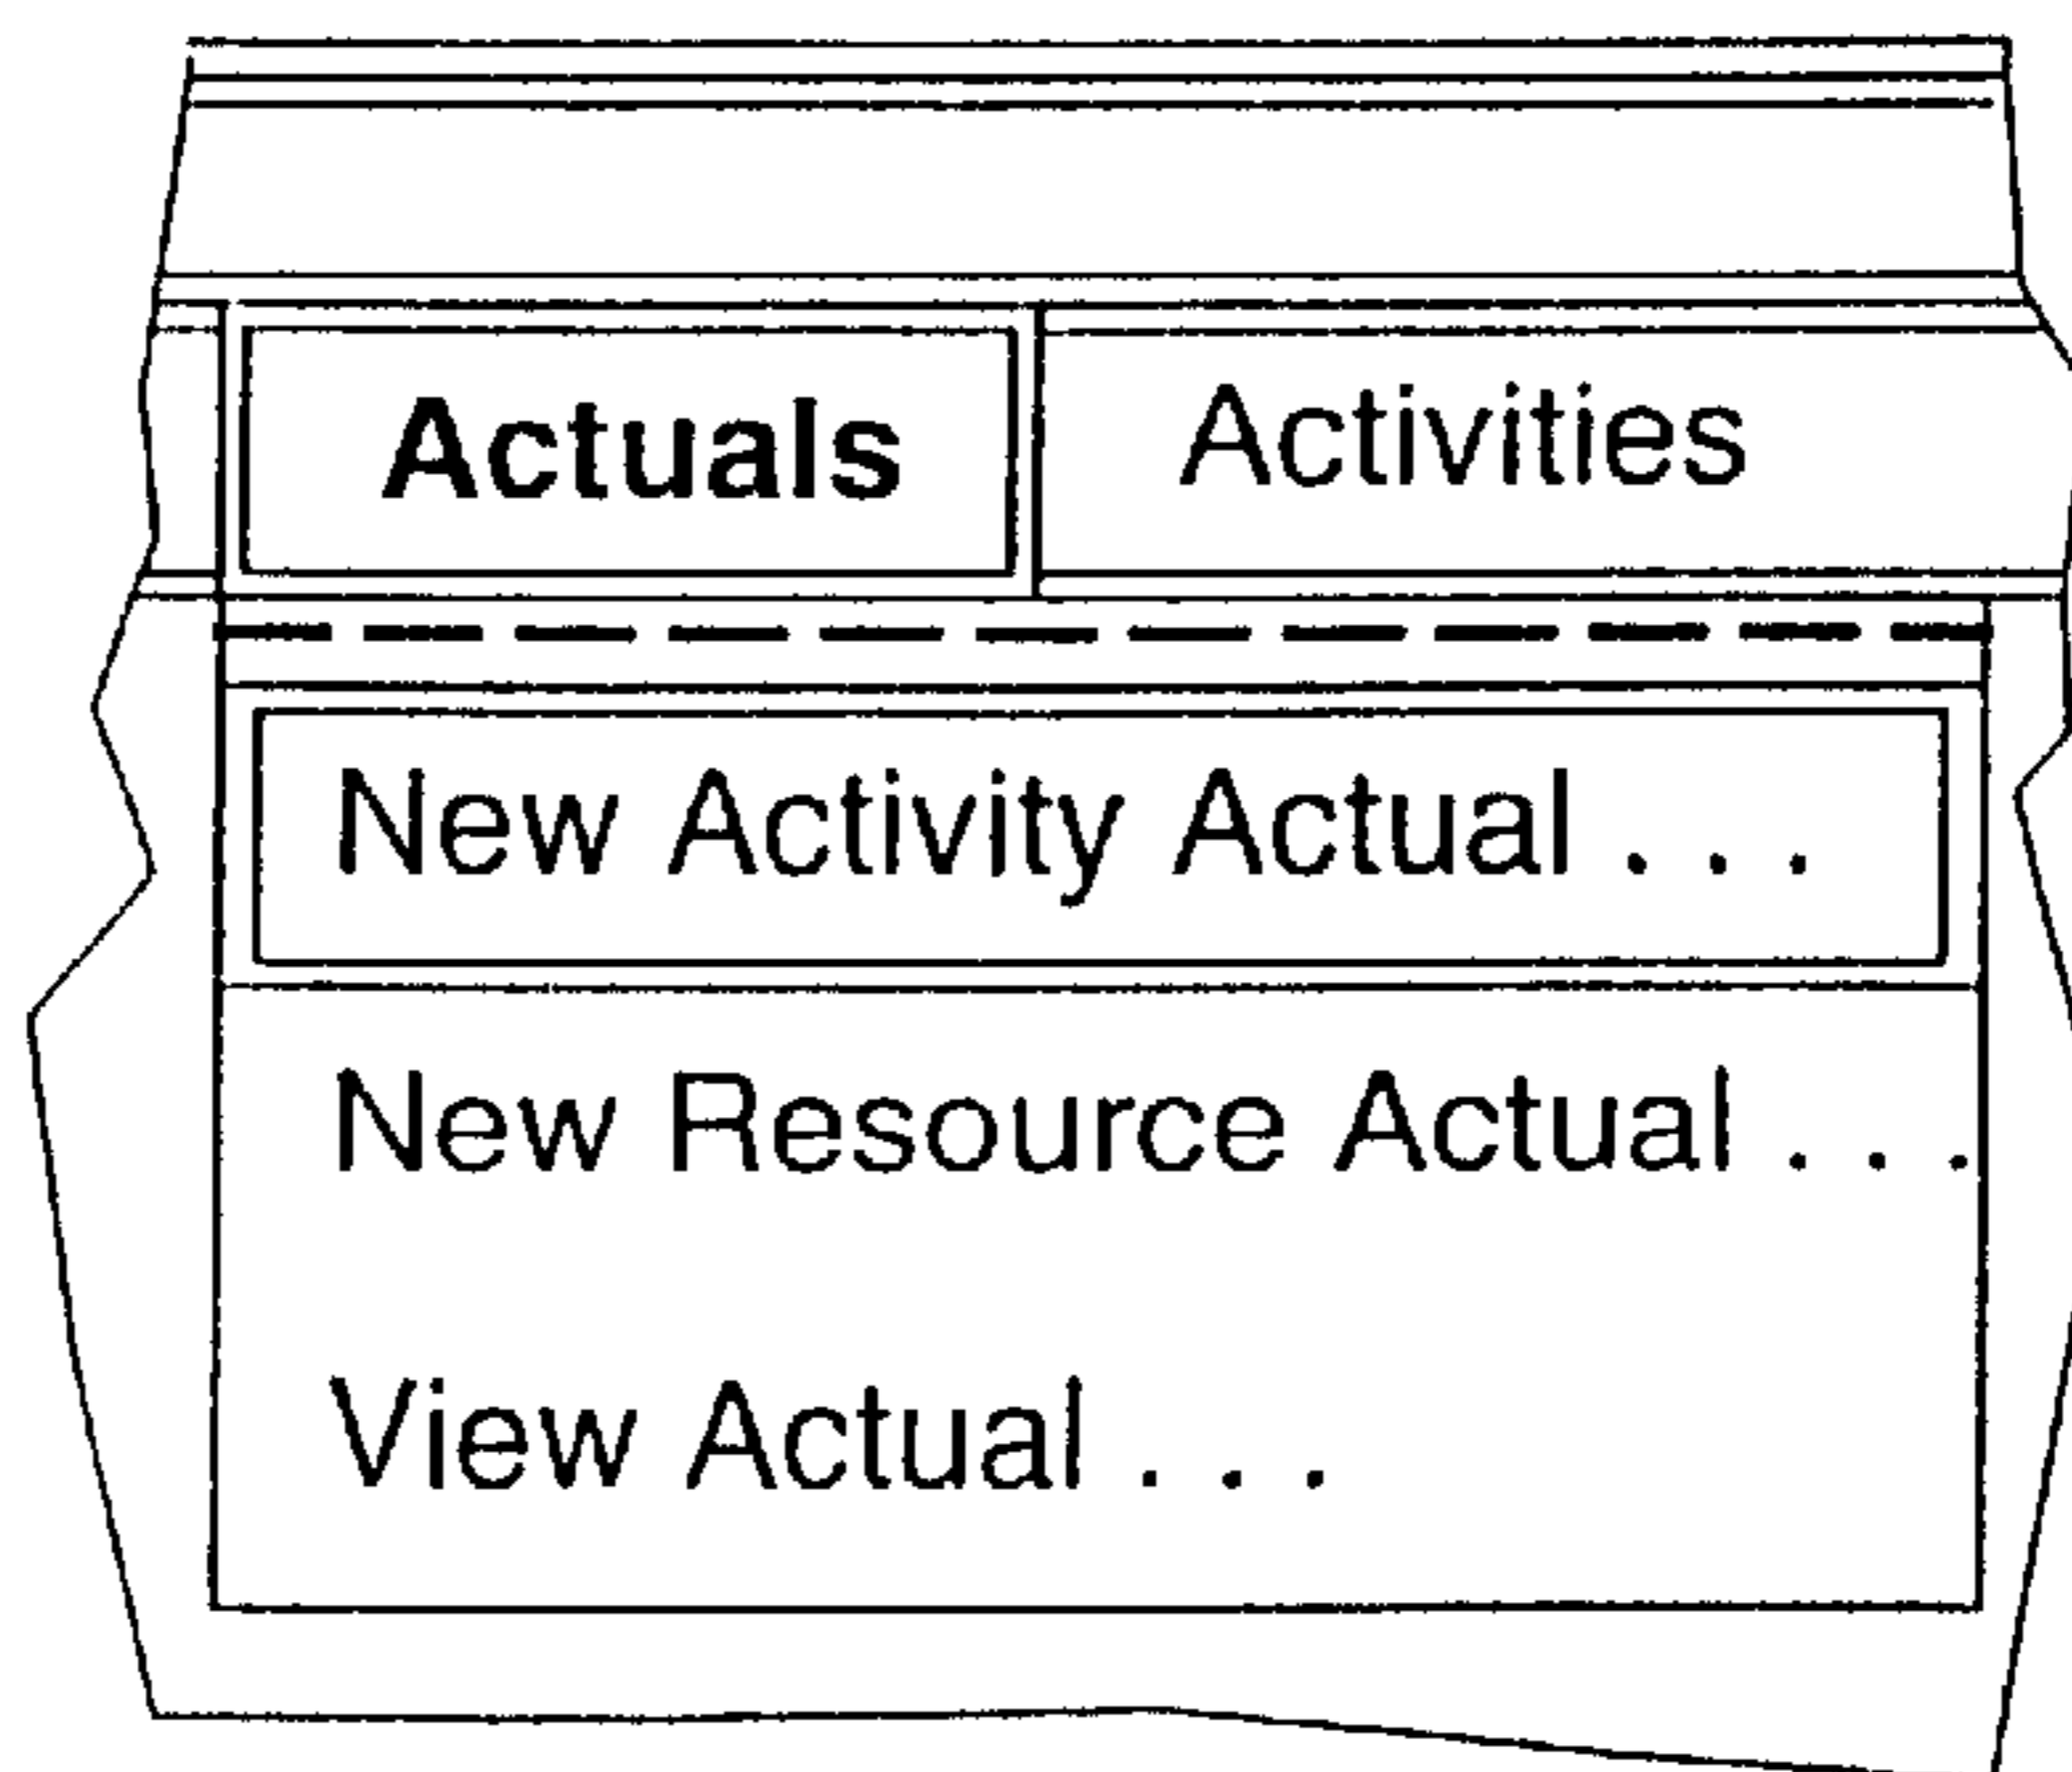 Actuals Activities
New Activity Actual . . .
New Resource Actual . . .
View Actual . . .